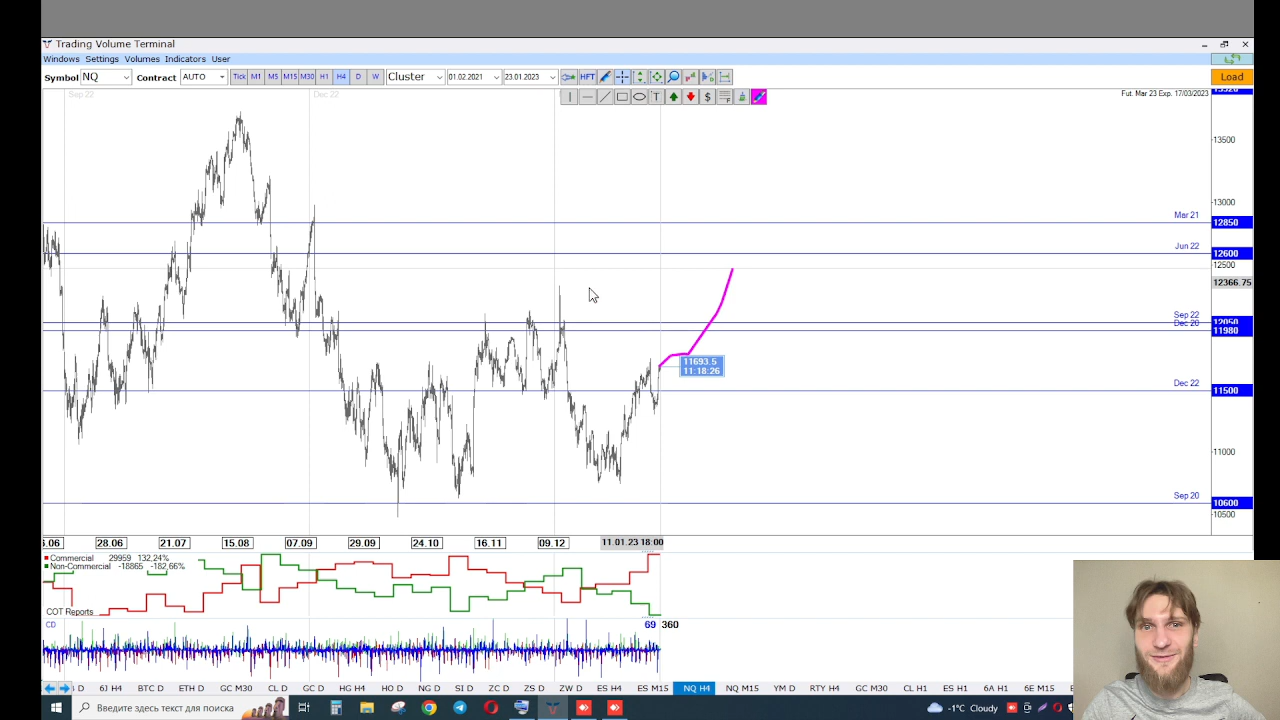 Trading Volume Terminal
Windows Settings Volumes Indicators User
Symbol NQ Contract AUTO Tick M1 M5 M15 M30 H1 H4 D W Cluster 01.02.2021 23.01.2023 HFT Load
T $
Sep 22 Dec 22 Fut. Mar 23 Exp. 17/03/2023
13500
13000
Mar 21 12850
Jun 22 12600
12500
12366.75
Sep 22 12050
Dec 20 11980
11693.5
11:18:26
Dec 22 11500
11000
Sep 20 10600
10500
28.06 21.07 15.08 07.09 29.09 24.10 16.11 09.12 11.01.23 18:00
Commercial 29959 132,24%
Non-Commercial -18865 -182,66%
COT Reports
CD 69 360
D 6J H4 BTC D ETH D GC M30 CL D GC D HG H4 HO D NG D SI D ZC D ZS D ZW D ES H4 ES M15 NQ H4 NQ M15 YM D RTY H4 GC M30 CL H1 ES H1 6A H1 6E M15
Введите здесь текст для поиска -1°C Cloudy